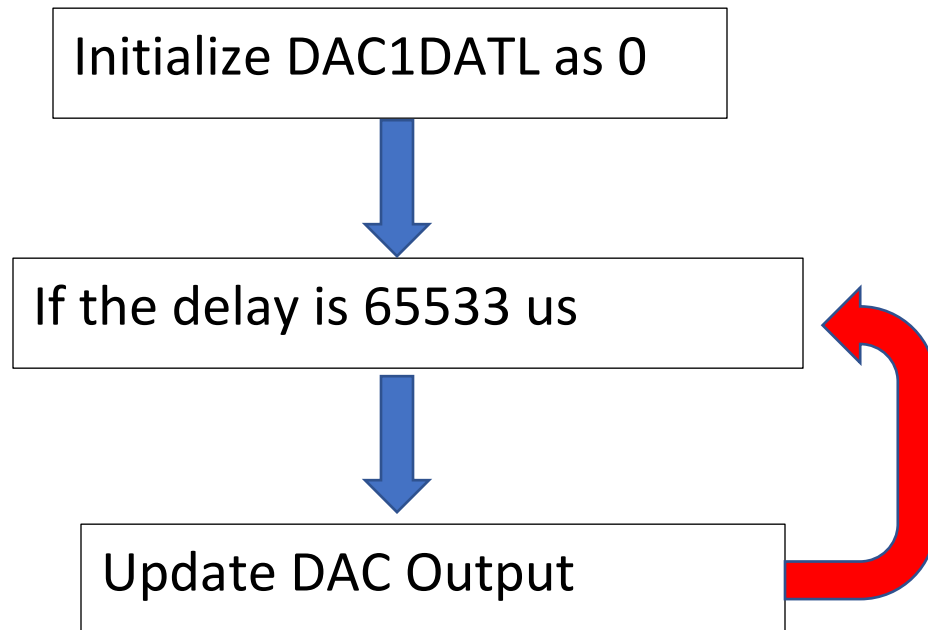 Initialize DAC1DATL as 0
If the delay is 65533 us
Update DAC Output